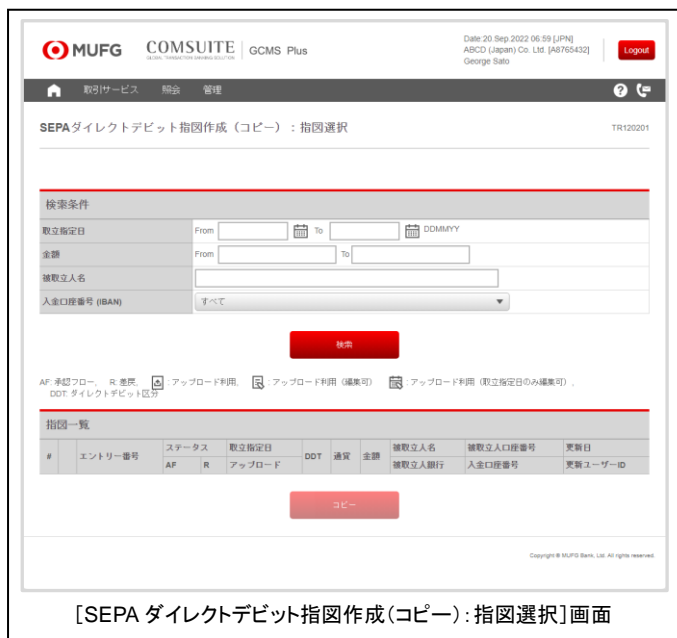 MUFG COMSUITE GCMS Plus
GLOBAL TRANSACTION BANKING SOLUTION
Date:20.Sep.2022 06:59 [JPN]
ABCD (Japan) Co. Ltd. [A8765432]
George Sato
Logout
取引サービス 照会 管理
SEPAダイレクトデビット指図作成（コピー）：指図選択 TR120201
検索条件
取立指定日 From To DDMMYY
金額 From To
被取立人名
入金口座番号 (IBAN) すべて
検索
AF: 承認フロー, R: 差戻, : アップロード利用, : アップロード利用（編集可） : アップロード利用（取立指定日のみ編集可）,
DDT: ダイレクトデビット区分
指図一覧
# エントリー番号 ステータス 取立指定日 DDT 通貨 金額 被取立人名 被取立人口座番号 更新日
AF R アップロード 被取立人銀行 入金口座番号 更新ユーザーID
コピー
Copyright © MUFG Bank, Ltd. All rights reserved.
［SEPA ダイレクトデビット指図作成（コピー）：指図選択］画面